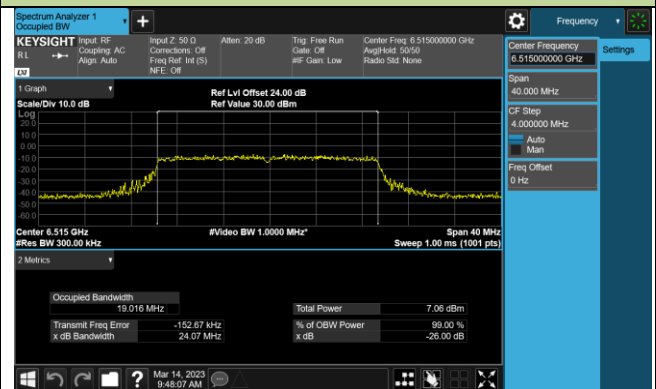 Spectrum Analyzer 1
Occupied BW
Frequency
KEYSIGHT
Input: RF
Coupling: AC
Align: Auto
Input Z: 50 Ω
Corrections: Off
Freq Ref: Int (S)
NFE: Off
Atten: 20 dB
Trig: Free Run
Gate: Off
#IF Gain: Low
Center Freq: 6.515000000 GHz
Avg|Hold: 50/50
Radio Std: None
R L
LXI
Center Frequency
6.515000000 GHz
Settings
Span
40.000 MHz
CF Step
4.000000 MHz
Auto
Man
Freq Offset
0 Hz
1 Graph
Scale/Div 10.0 dB
Ref Lvl Offset 24.00 dB
Ref Value 30.00 dBm
Log
20.0
10.0
0.00
-10.0
-20.0
-30.0
-40.0
-50.0
-60.0
Center 6.515 GHz
#Res BW 300.00 kHz
#Video BW 1.0000 MHz*
Span 40 MHz
Sweep 1.00 ms (1001 pts)
2 Metrics
Occupied Bandwidth
19.016 MHz
Total Power 7.06 dBm
Transmit Freq Error -152.67 kHz
% of OBW Power 99.00 %
x dB Bandwidth 24.07 MHz
x dB -26.00 dB
Mar 14, 2023
9:48:07 AM